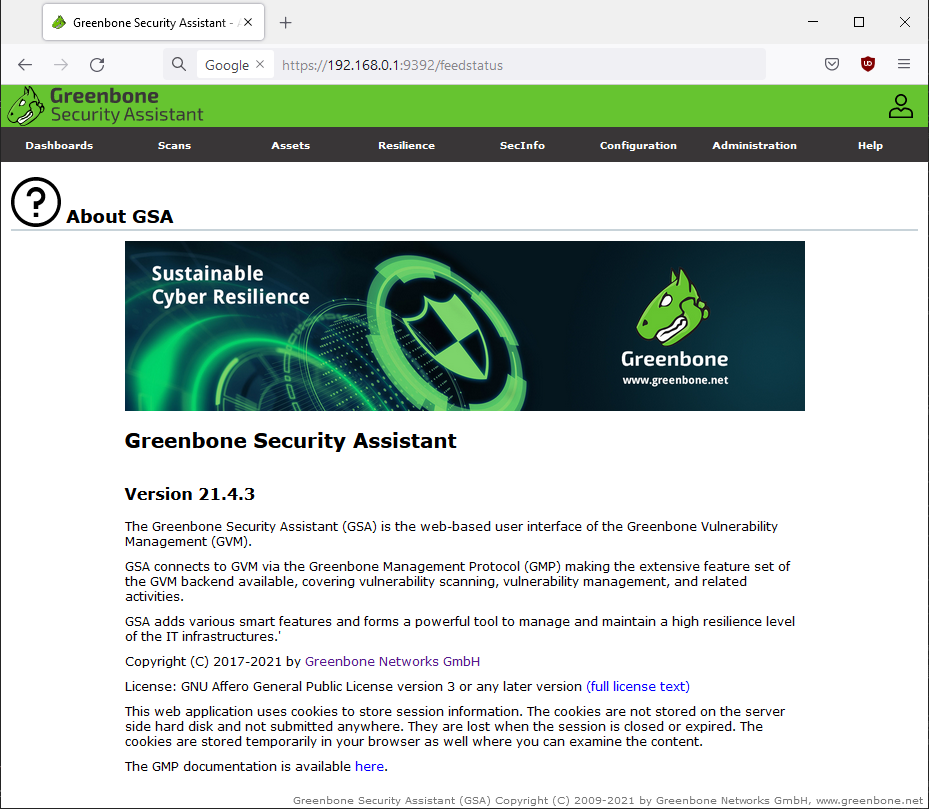 Greenbone Security Assistant -
Google https://192.168.0.1:9392/feedstatus
Greenbone
Security Assistant
Dashboards Scans Assets Resilience SecInfo Configuration Administration Help
? About GSA
Sustainable
Cyber Resilience
Greenbone
www.greenbone.net
Greenbone Security Assistant
Version 21.4.3
The Greenbone Security Assistant (GSA) is the web-based user interface of the Greenbone Vulnerability
Management (GVM).
GSA connects to GVM via the Greenbone Management Protocol (GMP) making the extensive feature set of
the GVM backend available, covering vulnerability scanning, vulnerability management, and related
activities.
GSA adds various smart features and forms a powerful tool to manage and maintain a high resilience level
of the IT infrastructures.'
Copyright (C) 2017-2021 by Greenbone Networks GmbH
License: GNU Affero General Public License version 3 or any later version (full license text)
This web application uses cookies to store session information. The cookies are not stored on the server
side hard disk and not submitted anywhere. They are lost when the session is closed or expired. The
cookies are stored temporarily in your browser as well where you can examine the content.
The GMP documentation is available here.
Greenbone Security Assistant (GSA) Copyright (C) 2009-2021 by Greenbone Networks GmbH, www.greenbone.net